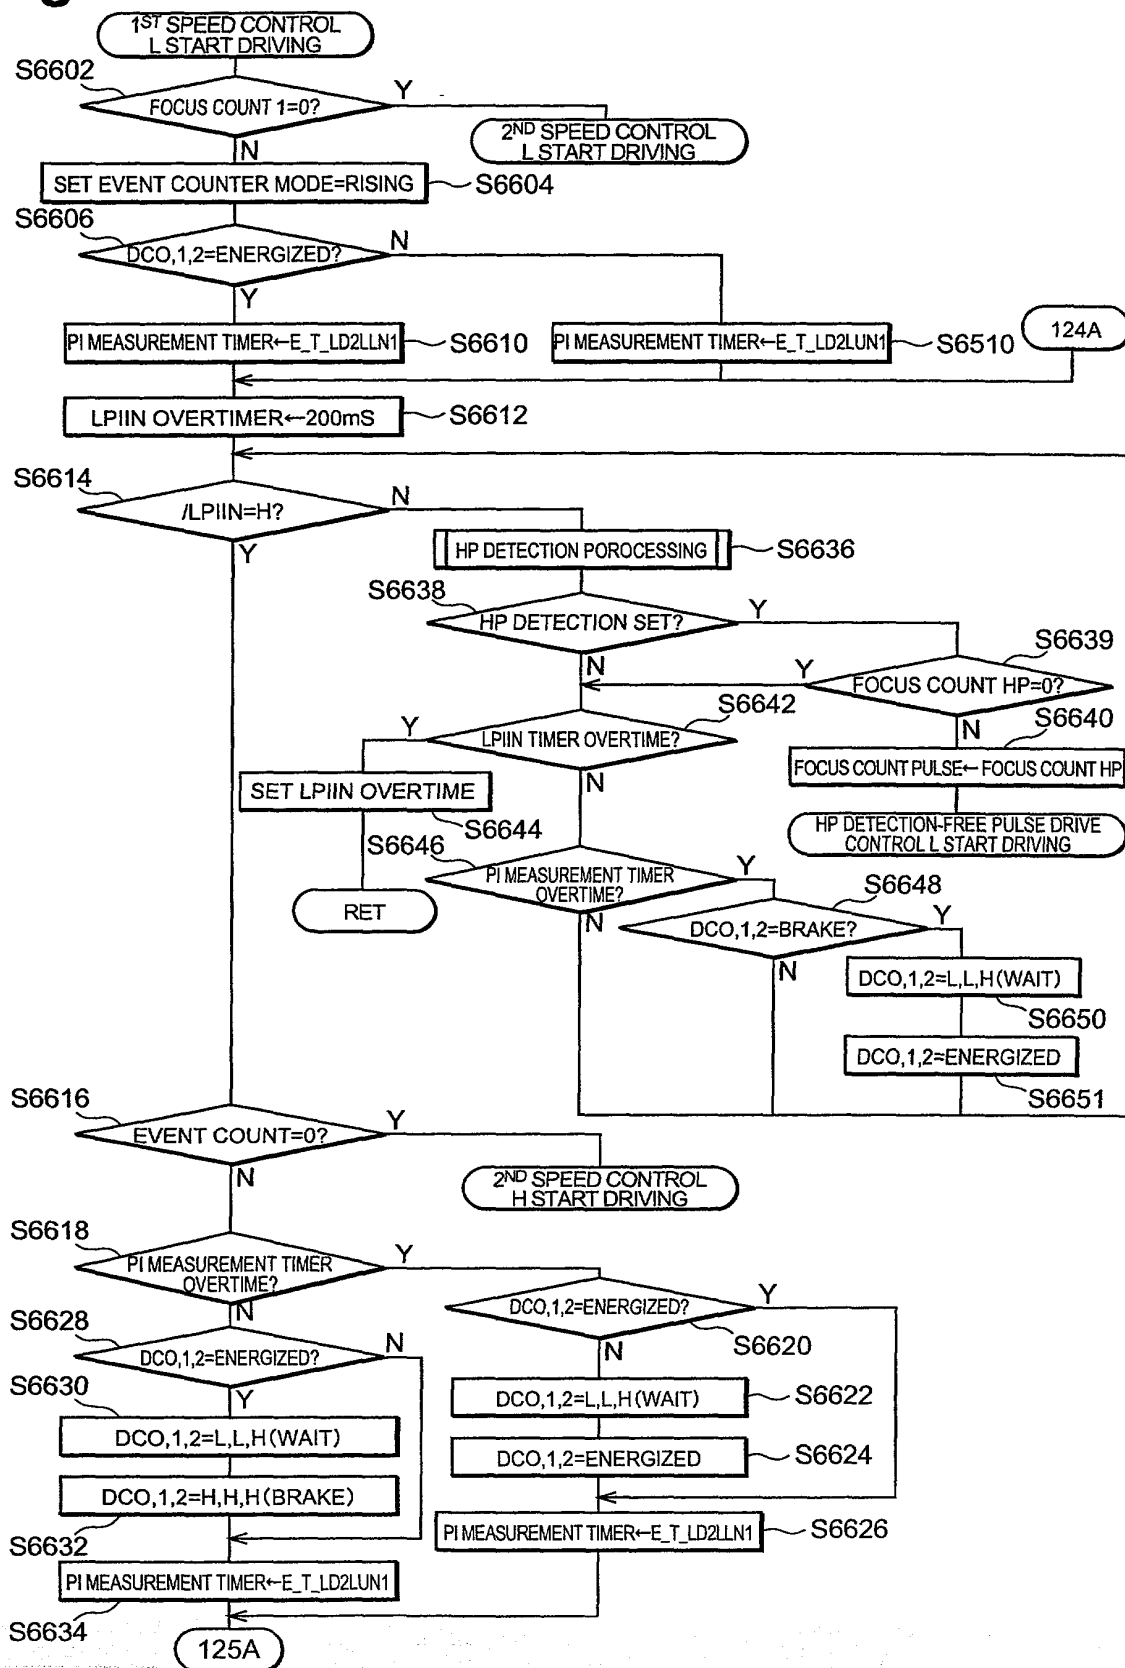 1ST SPEED CONTROL
L START DRIVING
S6602
FOCUS COUNT 1=0?
Y
N
2ND SPEED CONTROL
L START DRIVING
SET EVENT COUNTER MODE=RISING
S6604
S6606
DCO,1,2=ENERGIZED?
N
Y
PI MEASUREMENT TIMER←E_T_LD2LLN1
S6610
PI MEASUREMENT TIMER←E_T_LD2LUN1
S6510
124A
LPIIN OVERTIMER←200mS
S6612
S6614
/LPIIN=H?
N
Y
HP DETECTION POROCESSING
S6636
S6638
HP DETECTION SET?
Y
N
S6639
FOCUS COUNT HP=0?
Y
N
S6642
LPIIN TIMER OVERTIME?
Y
N
S6640
FOCUS COUNT PULSE←FOCUS COUNT HP
SET LPIIN OVERTIME
S6644
HP DETECTION-FREE PULSE DRIVE
CONTROL L START DRIVING
S6646
PI MEASUREMENT TIMER
OVERTIME?
Y
N
RET
S6648
DCO,1,2=BRAKE?
Y
N
DCO,1,2=L,L,H(WAIT)
S6650
DCO,1,2=ENERGIZED
S6651
S6616
EVENT COUNT=0?
Y
N
2ND SPEED CONTROL
H START DRIVING
S6618
PI MEASUREMENT TIMER
OVERTIME?
Y
N
DCO,1,2=ENERGIZED?
Y
S6620
N
S6628
DCO,1,2=ENERGIZED?
N
Y
S6630
DCO,1,2=L,L,H(WAIT)
DCO,1,2=L,L,H(WAIT)
S6622
DCO,1,2=H,H,H(BRAKE)
S6632
DCO,1,2=ENERGIZED
S6624
PI MEASUREMENT TIMER←E_T_LD2LLN1
S6626
PI MEASUREMENT TIMER←E_T_LD2LUN1
S6634
125A